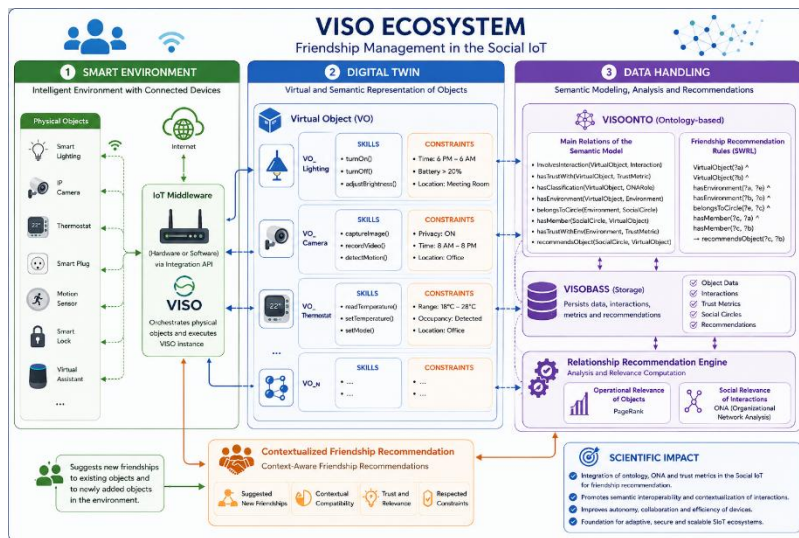 VISO ECOSYSTEM
Friendship Management in the Social IoT
1 SMART ENVIRONMENT
Intelligent Environment with Connected Devices
Physical Objects
Smart
Lighting
IP
Camera
Thermostat
Smart Plug
Motion
Sensor
Smart
Lock
Virtual
Assistant
...
Internet
IoT Middleware
(Hardware or Software)
via Integration API
VISO
Orchestrates physical
objects and executes
VISO instance
2 DIGITAL TWIN
Virtual and Semantic Representation of Objects
Virtual Object (VO)
VO_
Lighting
SKILLS
• turnOn()
• turnOff()
• adjustBrightness()
CONSTRAINTS
• Time: 6 PM – 6 AM
• Battery > 20%
• Location: Meeting Room
VO_
Camera
SKILLS
• captureImage()
• recordVideo()
• detectMotion()
CONSTRAINTS
• Privacy: ON
• Time: 8 AM – 8 PM
• Location: Office
VO_
Thermostat
...
SKILLS
• readTemperature()
• setTemperature()
• setMode()
CONSTRAINTS
• Range: 18°C – 28°C
• Occupancy: Detected
• Location: Office
VO_N
SKILLS
• ...
• ...
CONSTRAINTS
• ...
• ...
3 DATA HANDLING
Semantic Modeling, Analysis and Recommendations
VISOONTO (Ontology-based)
Main Relations of the
Semantic Model
• InvolvesInteraction(VirtualObject, Interaction)
• hasTrustWith(VirtualObject, TrustMetric)
• hasClassification(VirtualObject, ONARole)
• hasEnvironment(VirtualObject, Environment)
• belongsToCircle(Environment, SocialCircle)
• hasMember(SocialCircle, VirtualObject)
• hasTrustWithEnv(Environment, TrustMetric)
• recommendsObject(SocialCircle, VirtualObject)
Friendship Recommendation
Rules (SWRL)
VirtualObject(?a) ^
VirtualObject(?b) ^
hasEnvironment(?a, ?e) ^
hasEnvironment(?b, ?e) ^
belongsToCircle(?e, ?c) ^
hasMember(?c, ?a) ^
hasMember(?c, ?b)
→ recommendsObject(?c, ?b)
VISOBASS (Storage)
Persists data, interactions,
metrics and recommendations
Object Data
Interactions
Trust Metrics
Social Circles
Recommendations
Relationship Recommendation Engine
Analysis and Relevance Computation
Operational Relevance
of Objects
PageRank
Social Relevance
of Interactions
ONA (Organizational
Network Analysis)
Suggests new friendships
to existing objects and
to newly added objects
in the environment.
Contextualized Friendship Recommendation
Context-Aware Friendship Recommendations
Suggested
New Friendships
Contextual
Compatibility
Trust and
Relevance
Respected
Constraints
SCIENTIFIC IMPACT
Integration of ontology, ONA and trust metrics in the Social IoT
for friendship recommendation.
Promotes semantic interoperability and contextualization of interactions.
Improves autonomy, collaboration and efficiency of devices.
Foundation for adaptive, secure and scalable SIoT ecosystems.